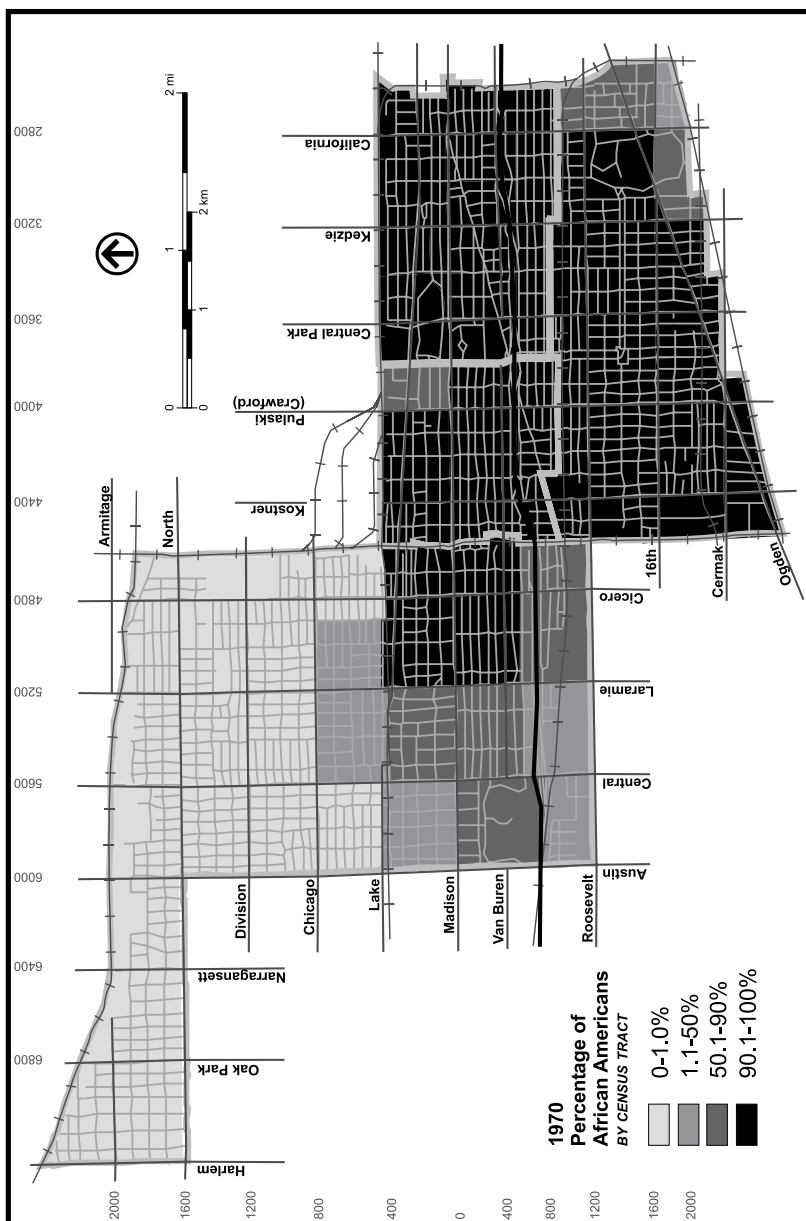 2 mi
1
0
2 km
1
0
2800
3200
3600
4000
4400
4800
5200
5600
6000
6400
6800
California
Kedzie
Central Park
Pulaski
(Crawford)
Kostner
Armitage
North
Cicero
Laramie
Central
Austin
16th
Cermak
Ogden
Division
Chicago
Lake
Madison
Van Buren
Roosevelt
Narragansett
Oak Park
Harlem
1970
Percentage of
African Americans
BY CENSUS TRACT
0-1.0%
1.1-50%
50.1-90%
90.1-100%
2000
1600
1200
800
400
0
400
800
1200
1600
2000